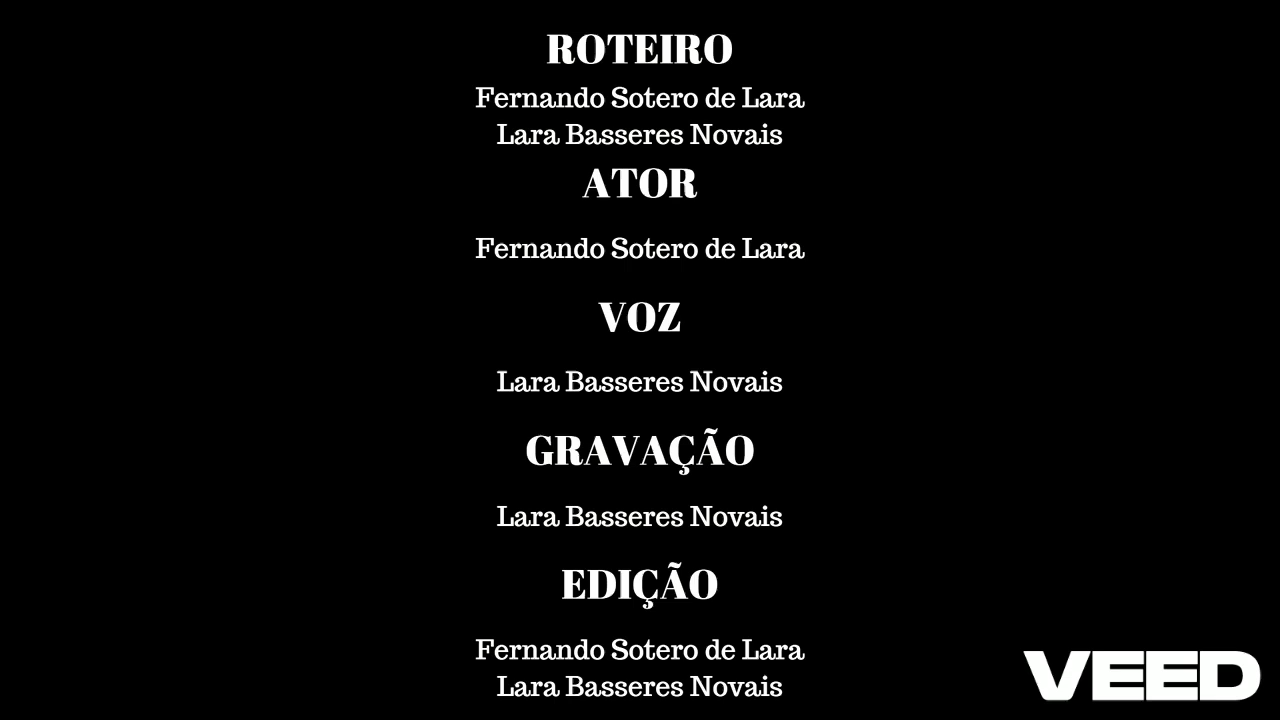 ROTEIRO
Fernando Sotero de Lara
Lara Basseres Novais
ATOR
Fernando Sotero de Lara
VOZ
Lara Basseres Novais
GRAVAÇÃO
Lara Basseres Novais
EDIÇÃO
Fernando Sotero de Lara
Lara Basseres Novais
VEED